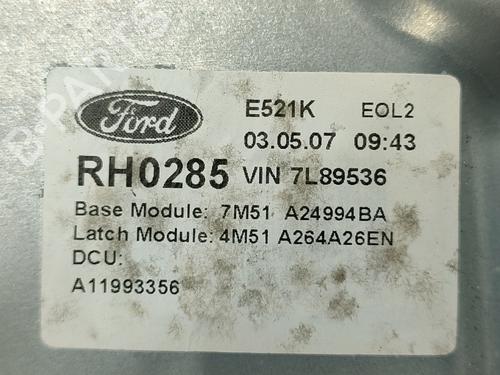 Ford
E521K EOL2
03.05.07 09:43
RH0285 VIN 7L89536
Base Module: 7M51 A24994BA
Latch Module: 4M51 A264A26EN
DCU:
A11993356
B-PARTS